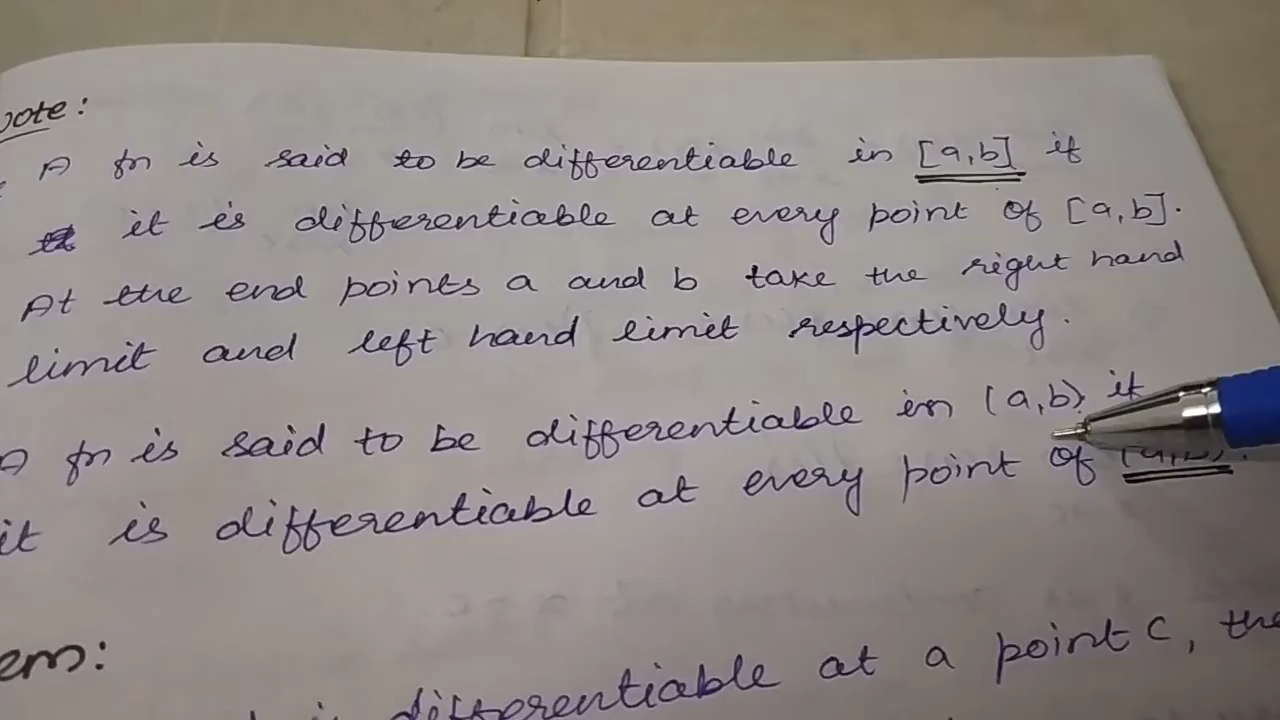 Note:
A fn is said to be differentiable in [a,b] if
it is differentiable at every point of [a,b].
At the end points a and b take the right hand
limit and left hand limit respectively.
A fn is said to be differentiable in (a,b) if
it is differentiable at every point of (a,b).
em:
is differentiable at a point c, the